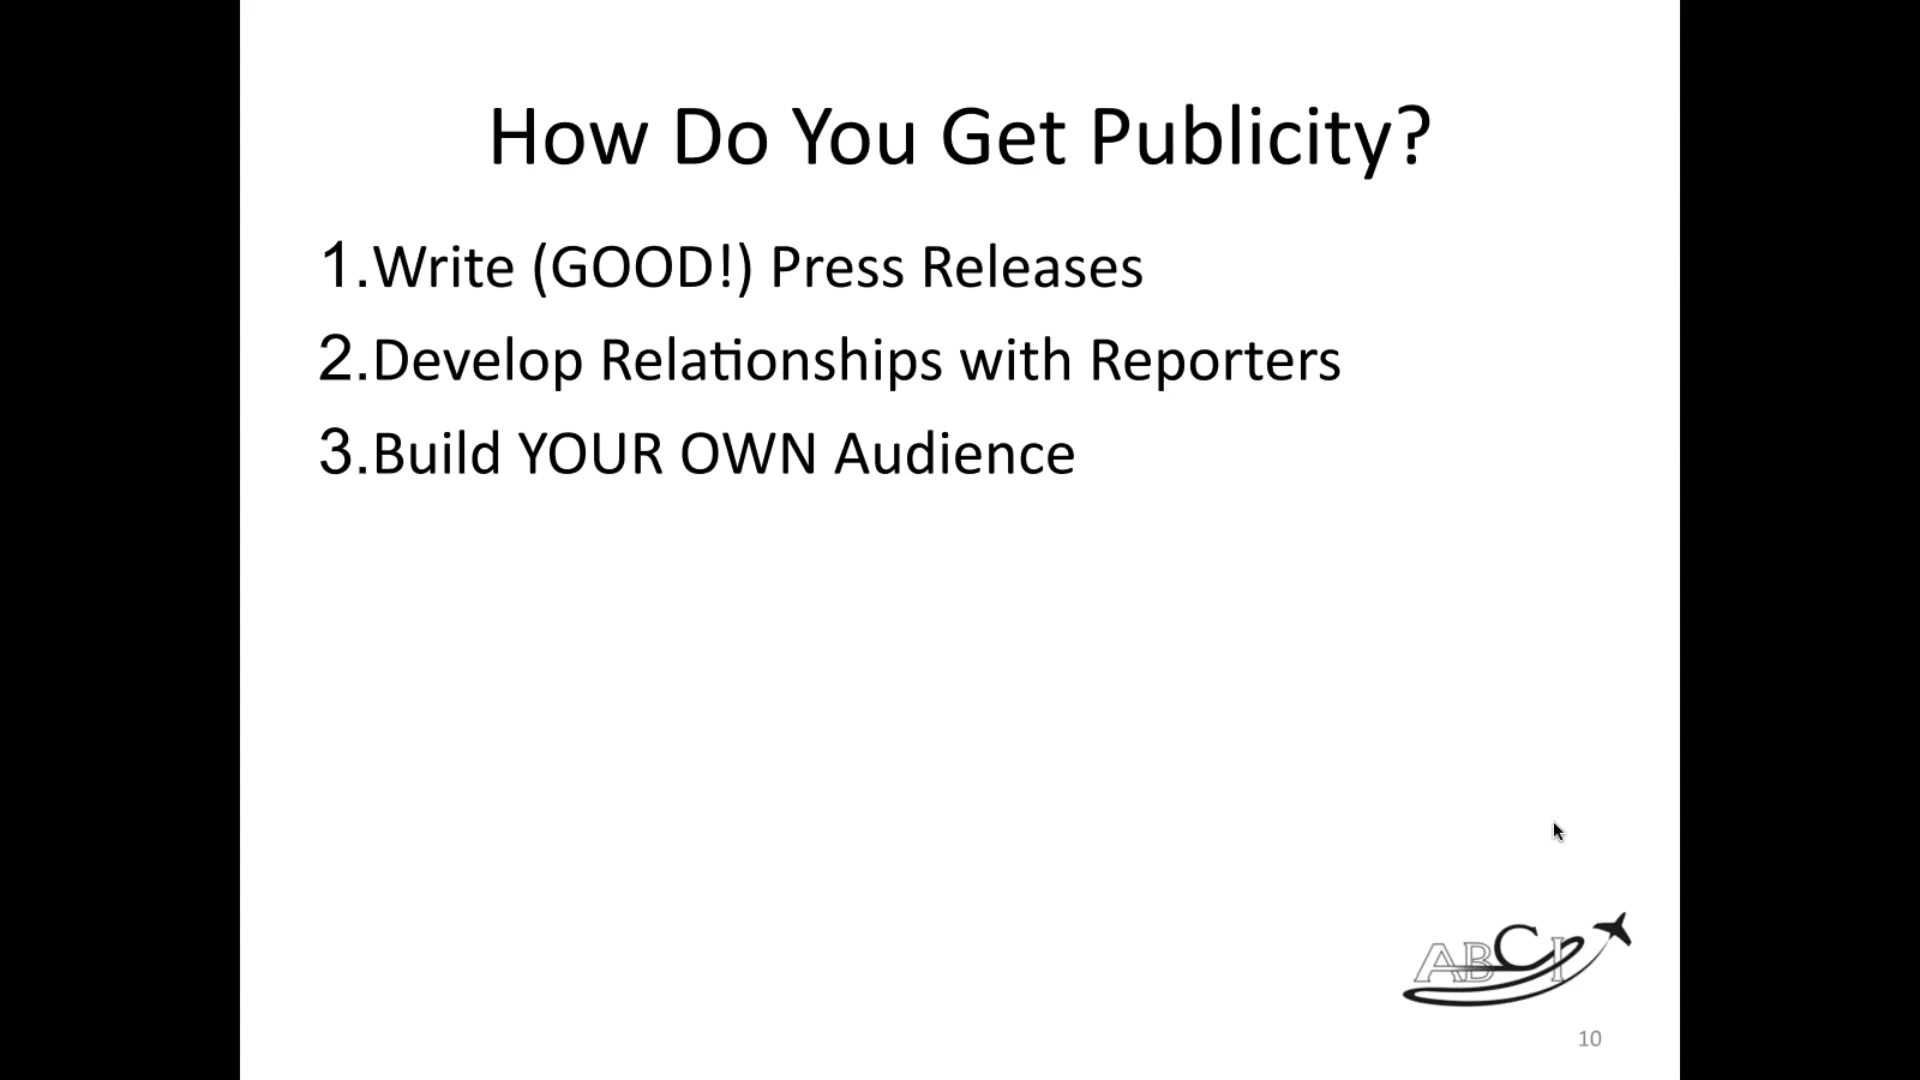 How Do You Get Publicity?
1.Write (GOOD!) Press Releases
2.Develop Relationships with Reporters
3.Build YOUR OWN Audience
ABCI
10